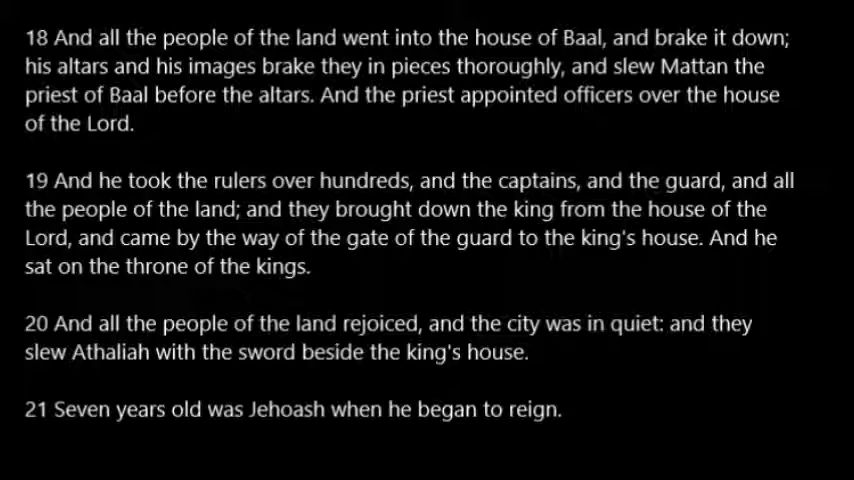 18 And all the people of the land went into the house of Baal, and brake it down;
his altars and his images brake they in pieces thoroughly, and slew Mattan the
priest of Baal before the altars. And the priest appointed officers over the house
of the Lord.
19 And he took the rulers over hundreds, and the captains, and the guard, and all
the people of the land; and they brought down the king from the house of the
Lord, and came by the way of the gate of the guard to the king's house. And he
sat on the throne of the kings.
20 And all the people of the land rejoiced, and the city was in quiet: and they
slew Athaliah with the sword beside the king's house.
21 Seven years old was Jehoash when he began to reign.